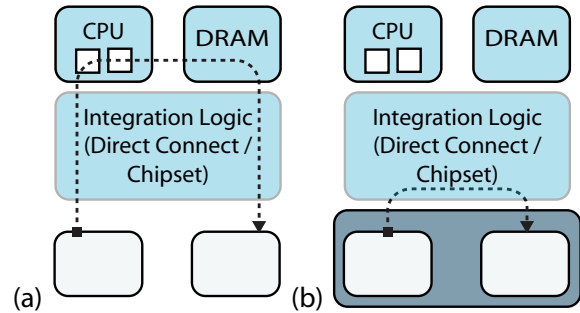 CPU
DRAM
Integration Logic
(Direct Connect /
Chipset)
(a)
CPU
DRAM
Integration Logic
(Direct Connect /
Chipset)
(b)